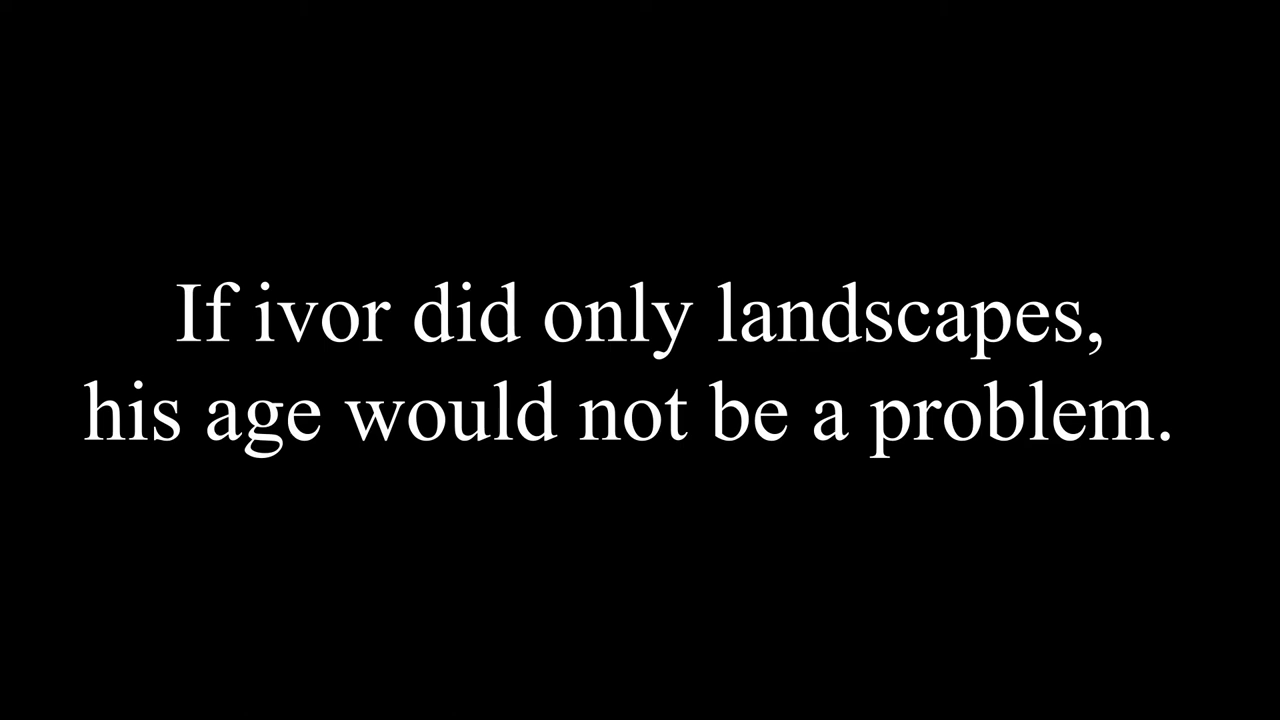 If ivor did only landscapes,
his age would not be a problem.